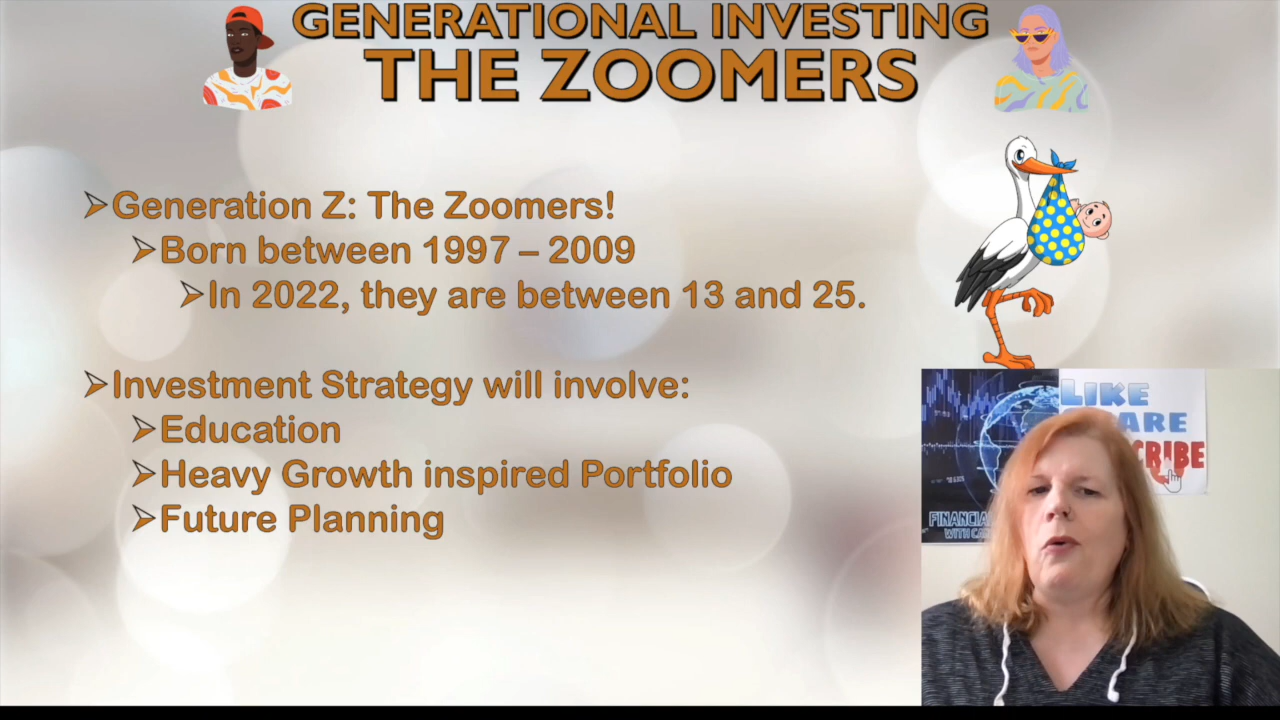 GENERATIONAL INVESTING
THE ZOOMERS
➢Generation Z: The Zoomers!
➢Born between 1997 – 2009
➢In 2022, they are between 13 and 25.
➢Investment Strategy will involve:
➢Education
➢Heavy Growth inspired Portfolio
➢Future Planning
LIKE